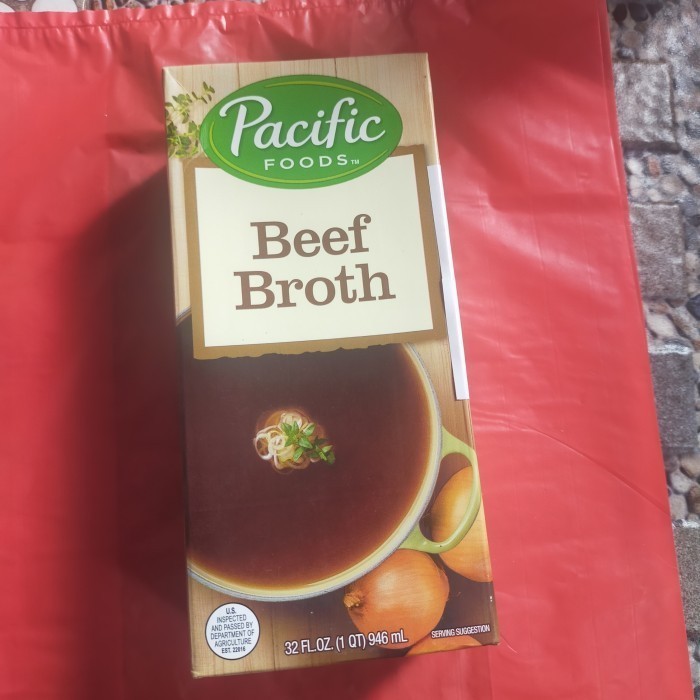 Pacific
FOODS™
Beef
Broth
U.S.
INSPECTED
AND PASSED BY
DEPARTMENT OF
AGRICULTURE
EST. 22816
32 FL.OZ. (1 QT) 946 mL
SERVING SUGGESTION